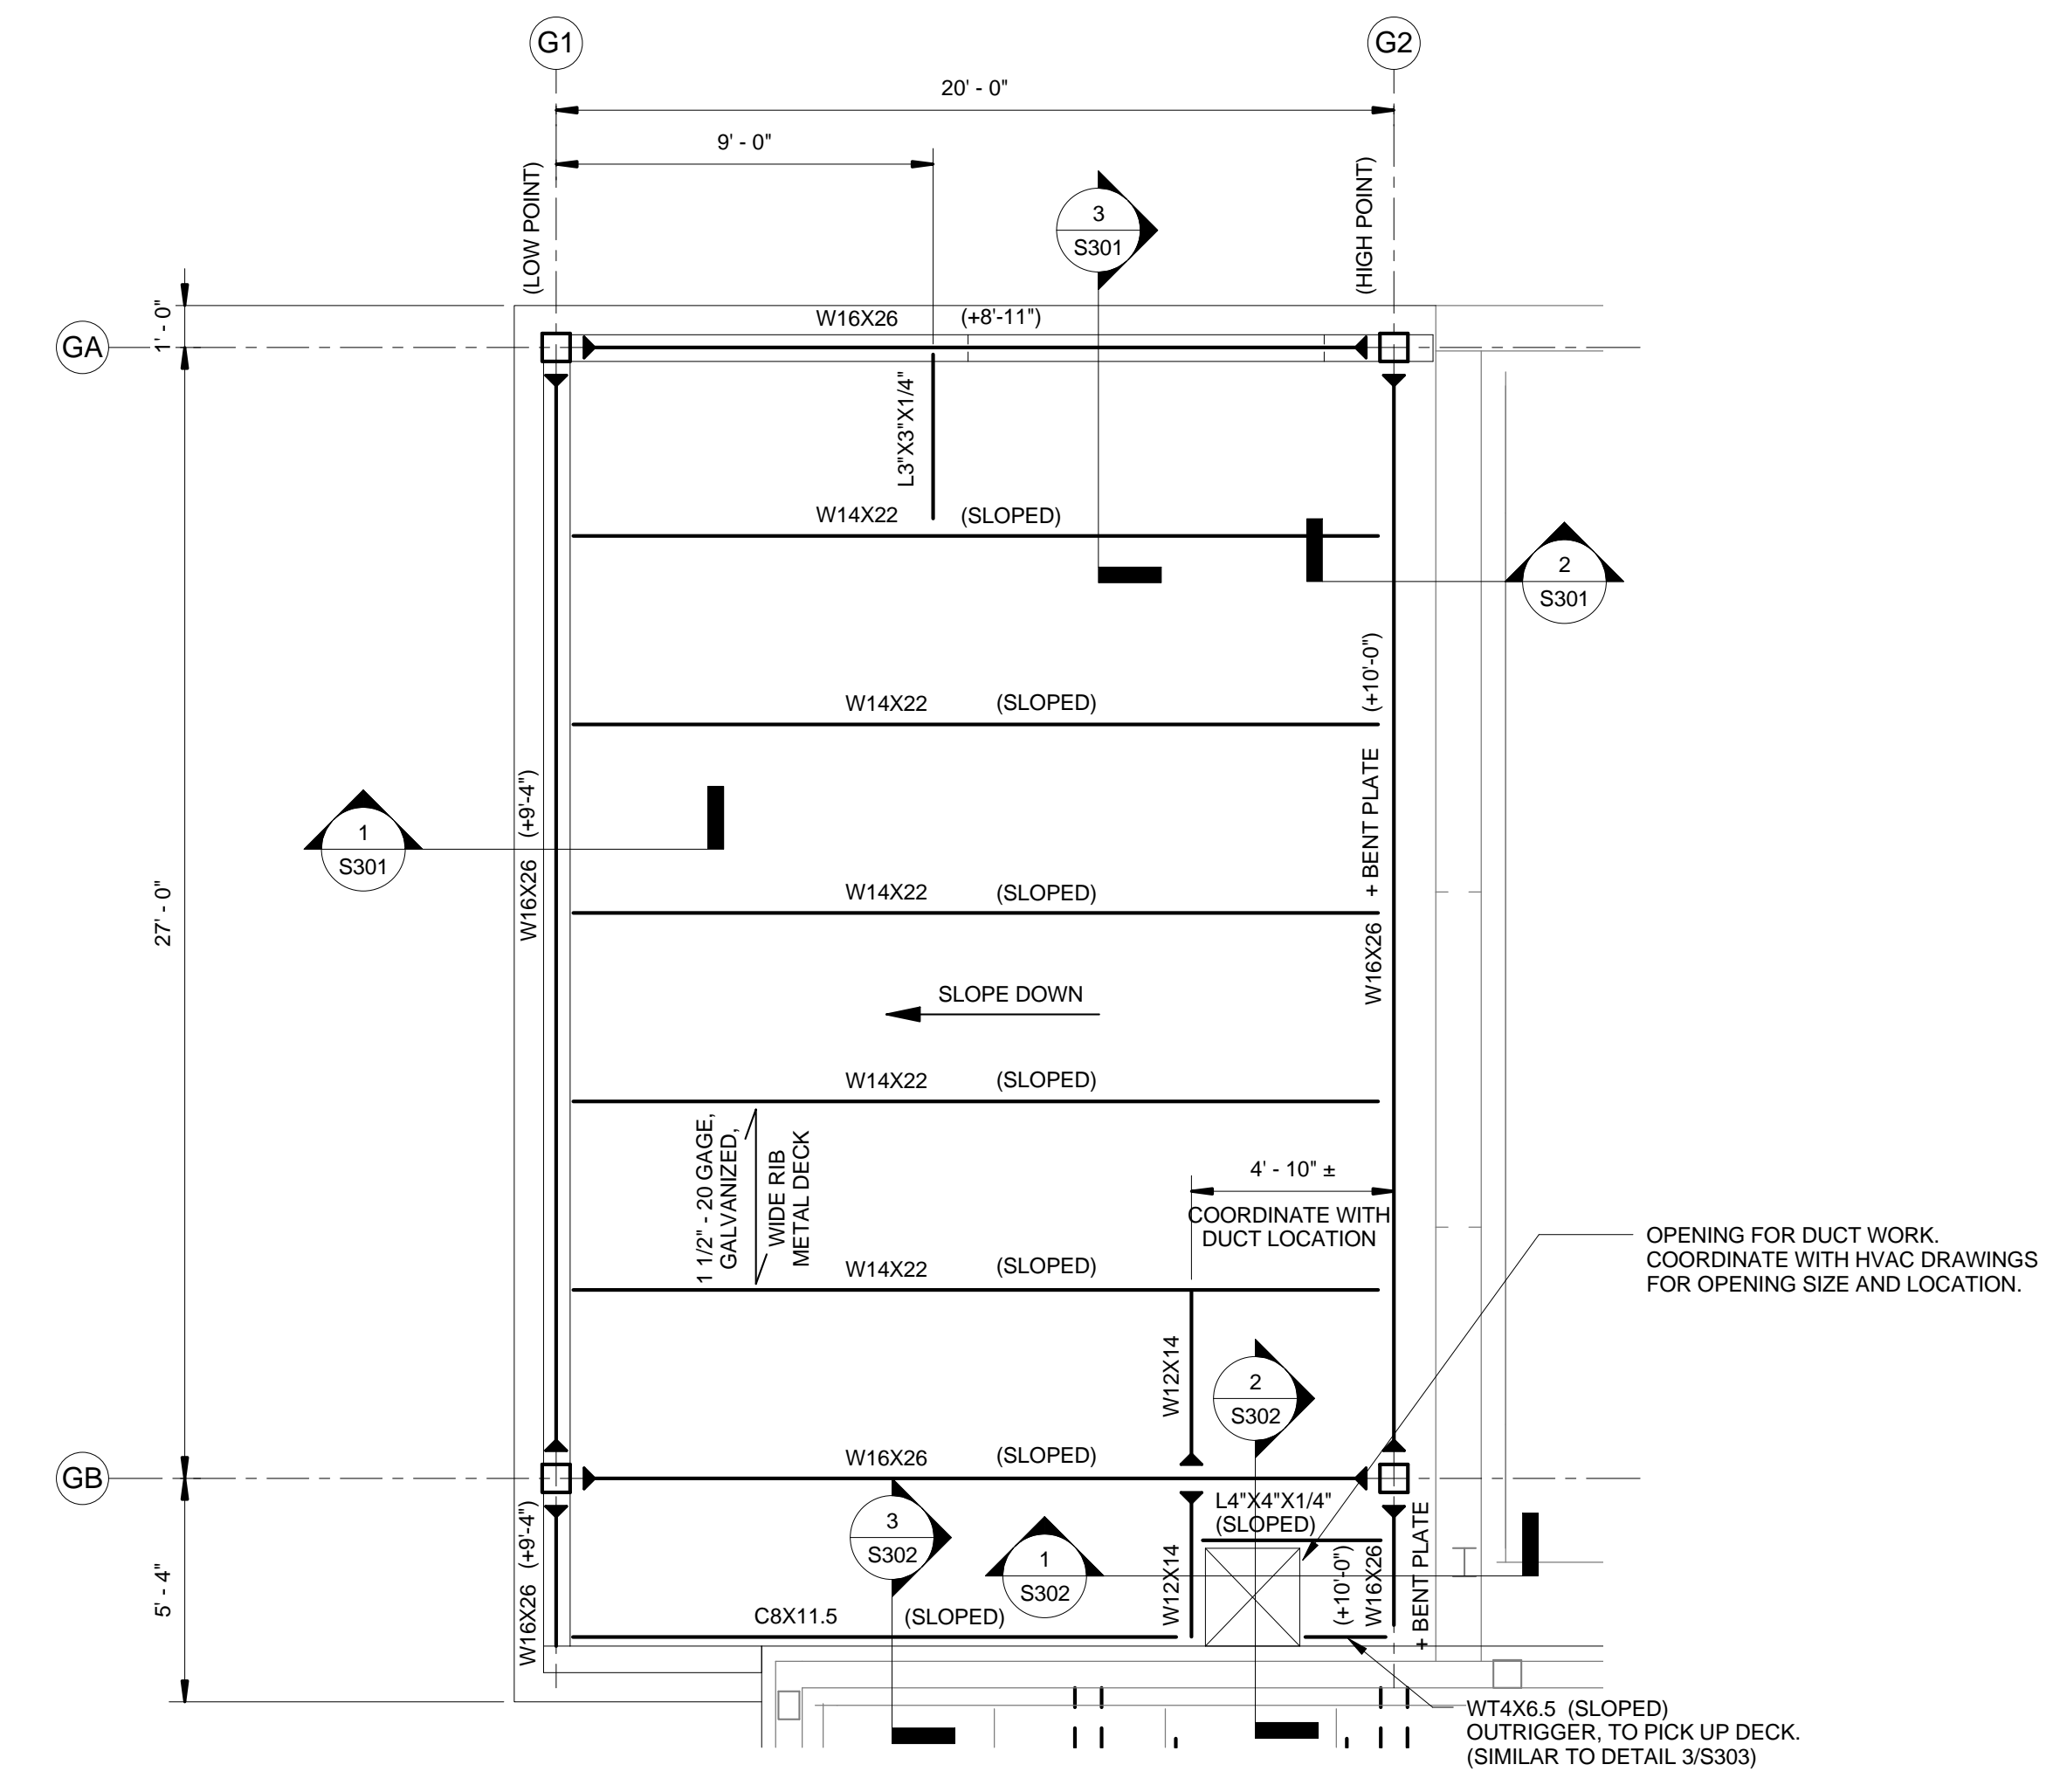 G1
G2
20' - 0"
9' - 0"
(LOW POINT)
(HIGH POINT)
3
S301
1' - 0"
GA
W16X26 (+8'-11")
L3"X3"X1/4"
W14X22 (SLOPED)
2
S301
W14X22 (SLOPED)
(+10'-0")
+ BENT PLATE
W16X26
1
S301
W16X26 (+9'-4")
27' - 0"
W14X22 (SLOPED)
SLOPE DOWN
W14X22 (SLOPED)
1 1/2" - 20 GAGE,
GALVANIZED,
WIDE RIB
METAL DECK
4' - 10" ±
COORDINATE WITH
DUCT LOCATION
OPENING FOR DUCT WORK.
COORDINATE WITH HVAC DRAWINGS
FOR OPENING SIZE AND LOCATION.
W14X22 (SLOPED)
W12X14
2
S302
GB
W16X26 (SLOPED)
L4"X4"X1/4"
(SLOPED)
3
S302
1
S302
W12X14
(+10'-0")
W16X26
+ BENT PLATE
5' - 4"
W16X26 (+9'-4")
C8X11.5 (SLOPED)
WT4X6.5 (SLOPED)
OUTRIGGER, TO PICK UP DECK.
(SIMILAR TO DETAIL 3/S303)